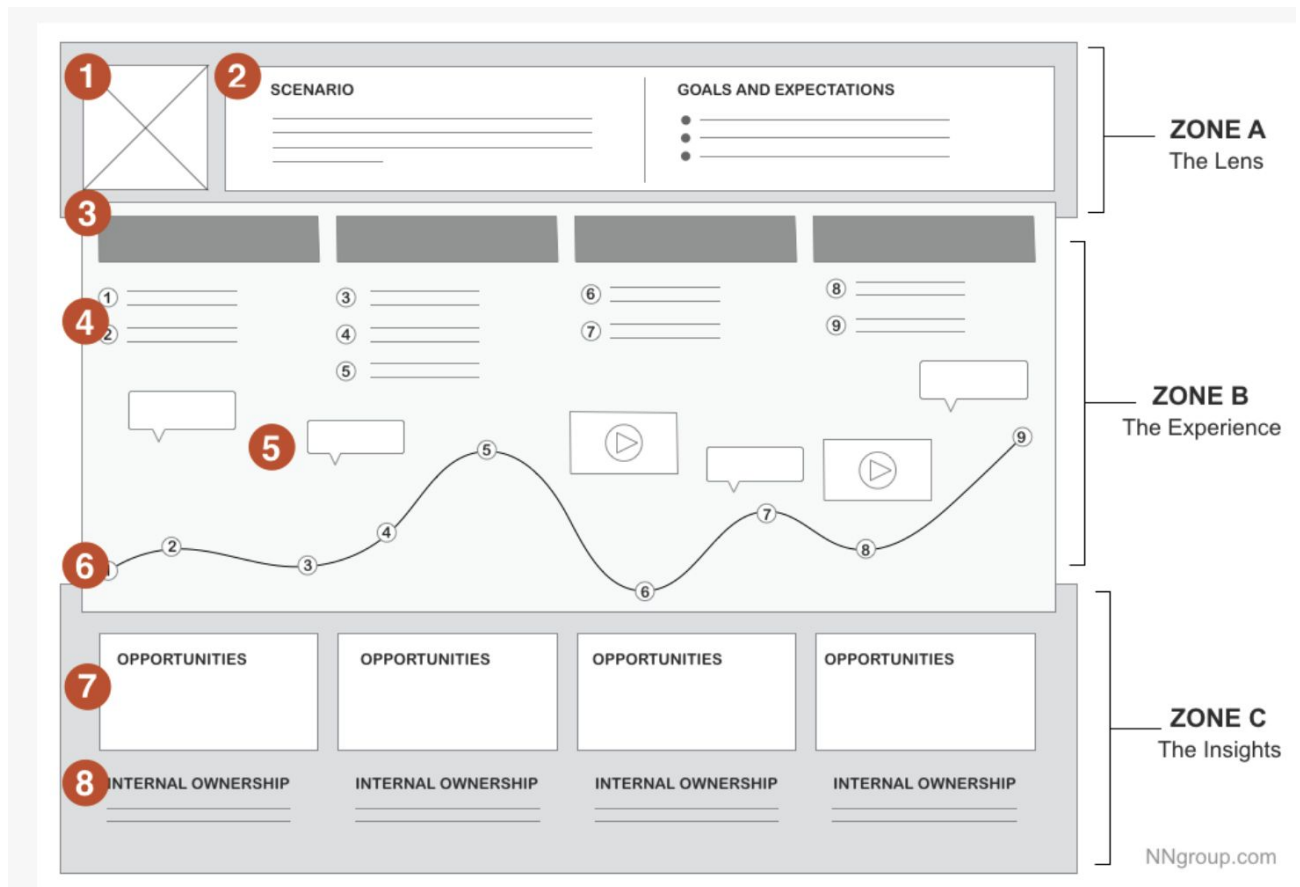 1
2
SCENARIO
GOALS AND EXPECTATIONS
ZONE A
The Lens
3
4
1
2
3
4
5
6
7
8
9
5
5
9
ZONE B
The Experience
6
1
2
3
4
6
7
8
7
OPPORTUNITIES
OPPORTUNITIES
OPPORTUNITIES
OPPORTUNITIES
ZONE C
The Insights
8
INTERNAL OWNERSHIP
INTERNAL OWNERSHIP
INTERNAL OWNERSHIP
INTERNAL OWNERSHIP
NNgroup.com